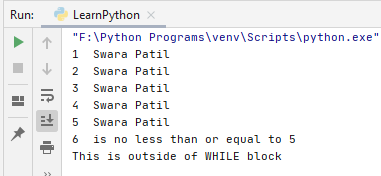 Run: LearnPython
"F:\Python Programs\venv\Scripts\python.exe"
1  Swara Patil
2  Swara Patil
3  Swara Patil
4  Swara Patil
5  Swara Patil
6  is no less than or equal to 5
This is outside of WHILE block